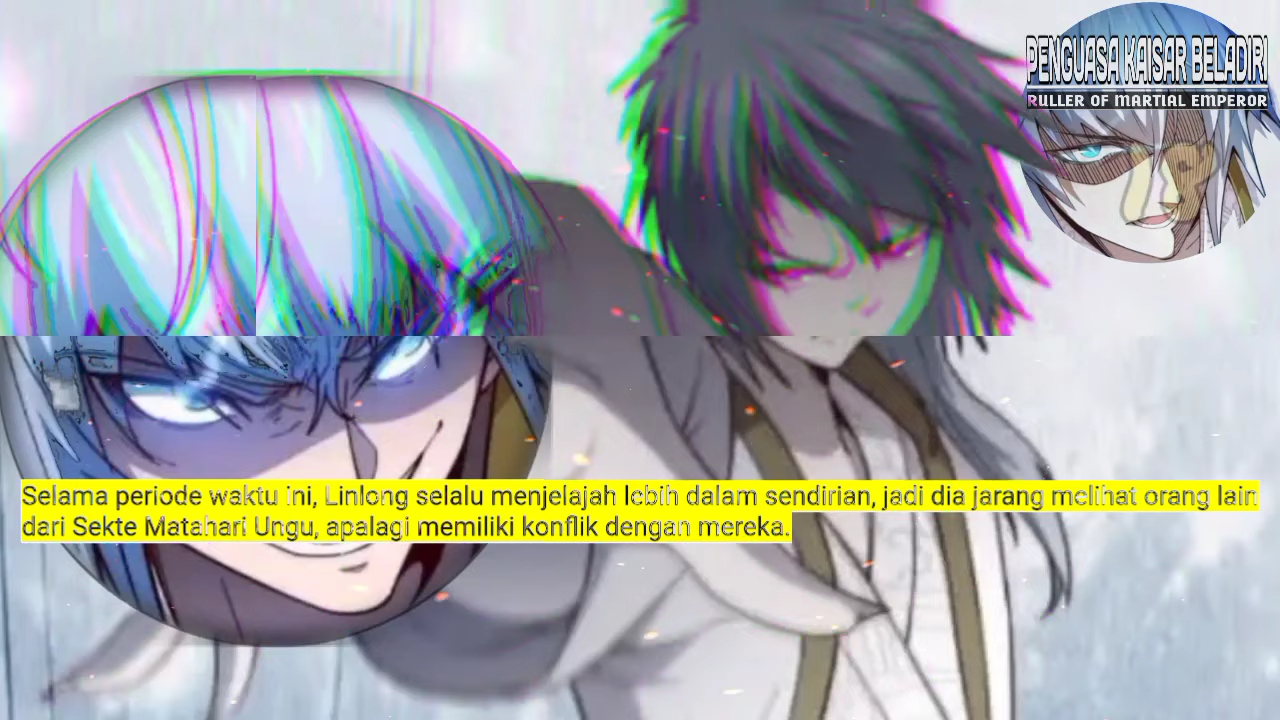 PENGUASA KAISAR BELADIRI
RULLER OF MARTIAL EMPEROR
Selama periode waktu ini, Linlong selalu menjelajah lebih dalam sendirian, jadi dia jarang melihat orang lain
dari Sekte Matahari Ungu, apalagi memiliki konflik dengan mereka.